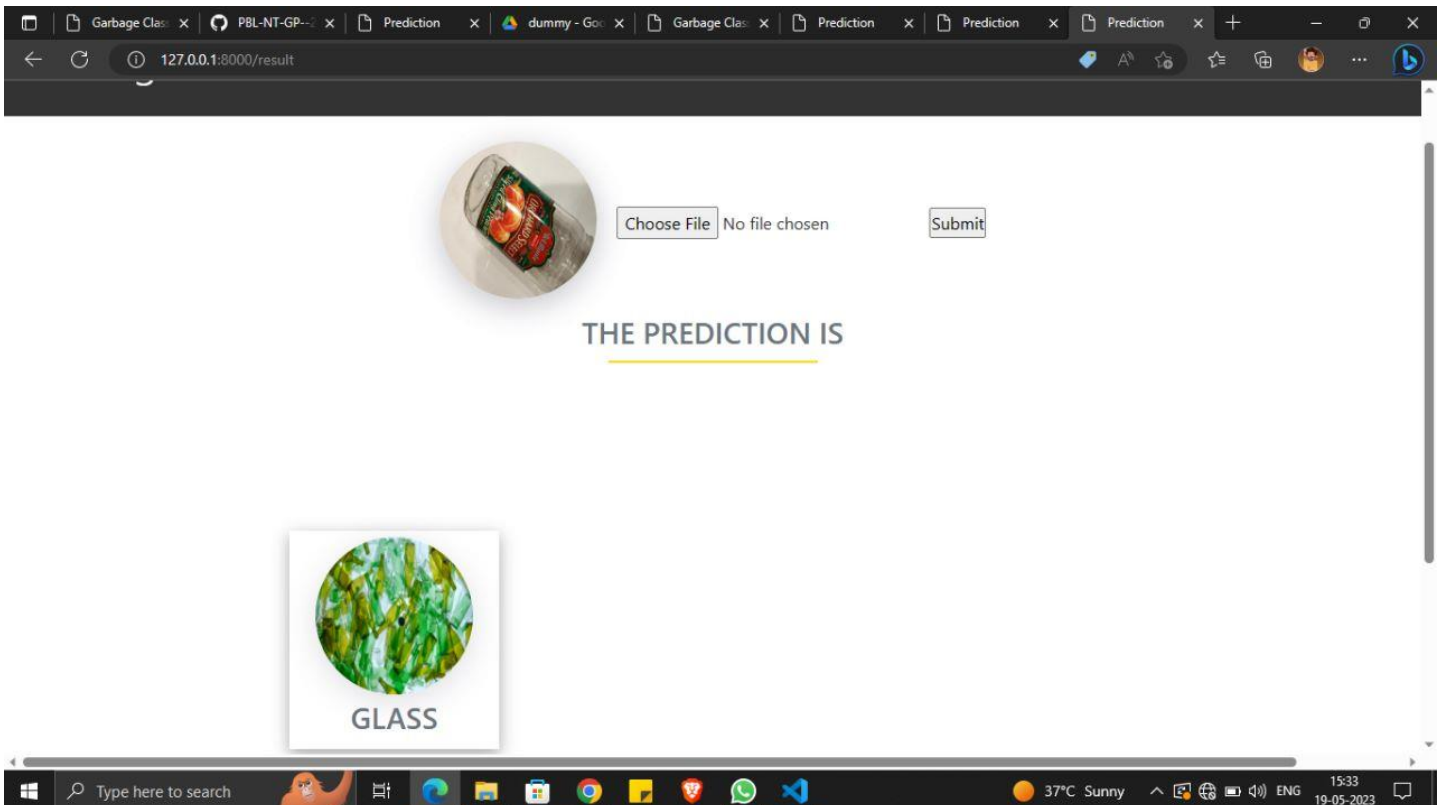 Garbage Clas
PBL-NT-GP--2
Prediction
dummy - Goo
Garbage Clas
Prediction
Prediction
Prediction
127.0.0.1:8000/result
Choose File No file chosen
Submit
THE PREDICTION IS
GLASS
Type here to search
37°C Sunny
ENG
15:33
19-05-2023